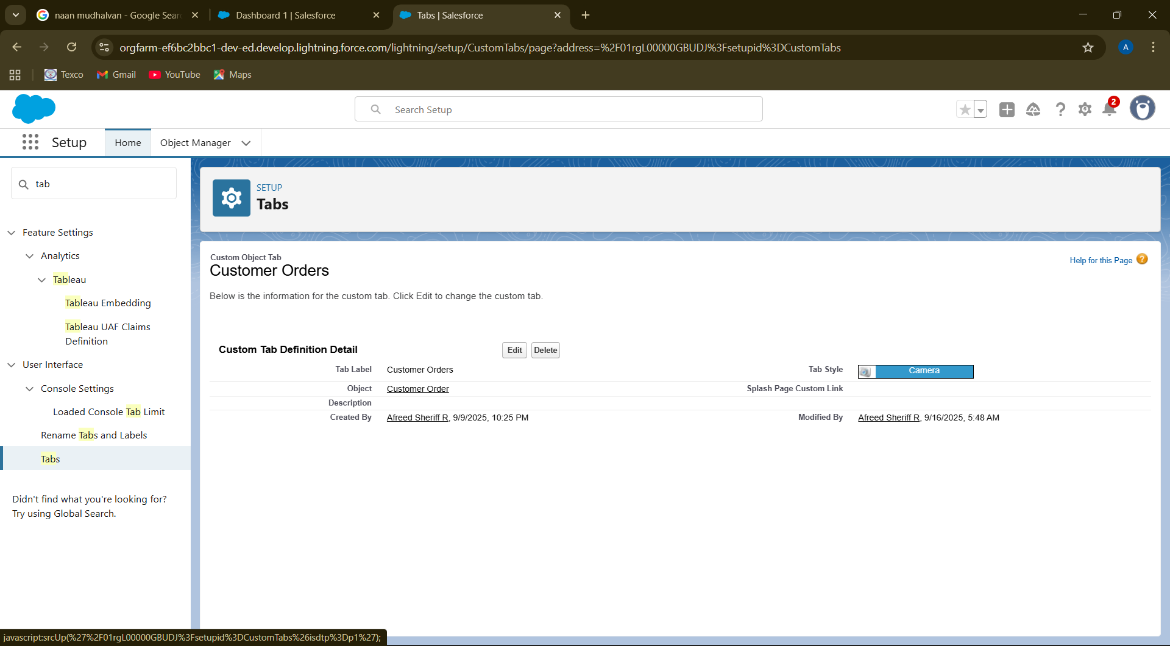 naan mudhalvan - Google Sear
Dashboard 1 | Salesforce
Tabs | Salesforce
orgfarm-ef6bc2bbc1-dev-ed.develop.lightning.force.com/lightning/setup/CustomTabs/page?address=%2F01rgL00000GBUDJ%3Fsetupid%3DCustomTabs
A
Texco
Gmail
YouTube
Maps
Search Setup
2
Setup
Home
Object Manager
tab
Feature Settings
Analytics
Tableau
Tableau Embedding
Tableau UAF Claims
Definition
User Interface
Console Settings
Loaded Console Tab Limit
Rename Tabs and Labels
Tabs
Didn't find what you're looking for?
Try using Global Search.
SETUP
Tabs
Custom Object Tab
Customer Orders
Help for this Page ?
Below is the information for the custom tab. Click Edit to change the custom tab.
Custom Tab Definition Detail
Edit
Delete
Tab Label Customer Orders
Tab Style Camera
Object Customer Order
Splash Page Custom Link
Description
Created By Afreed Sheriff R, 9/9/2025, 10:25 PM
Modified By Afreed Sheriff R, 9/16/2025, 5:48 AM
javascript:srcUp(%27%2F01rgL00000GBUDJ%3Fsetupid%3DCustomTabs%26isdtp%3Dp1%27);